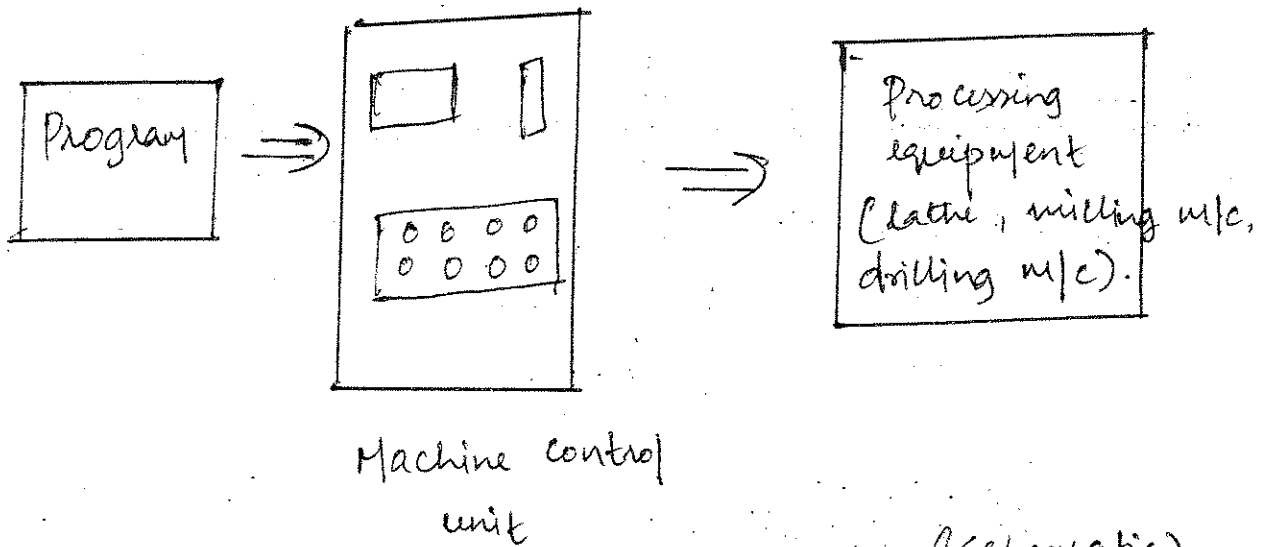 Program
Processing
equipment
(lathe, milling m/c,
drilling m/c).
Machine control
unit